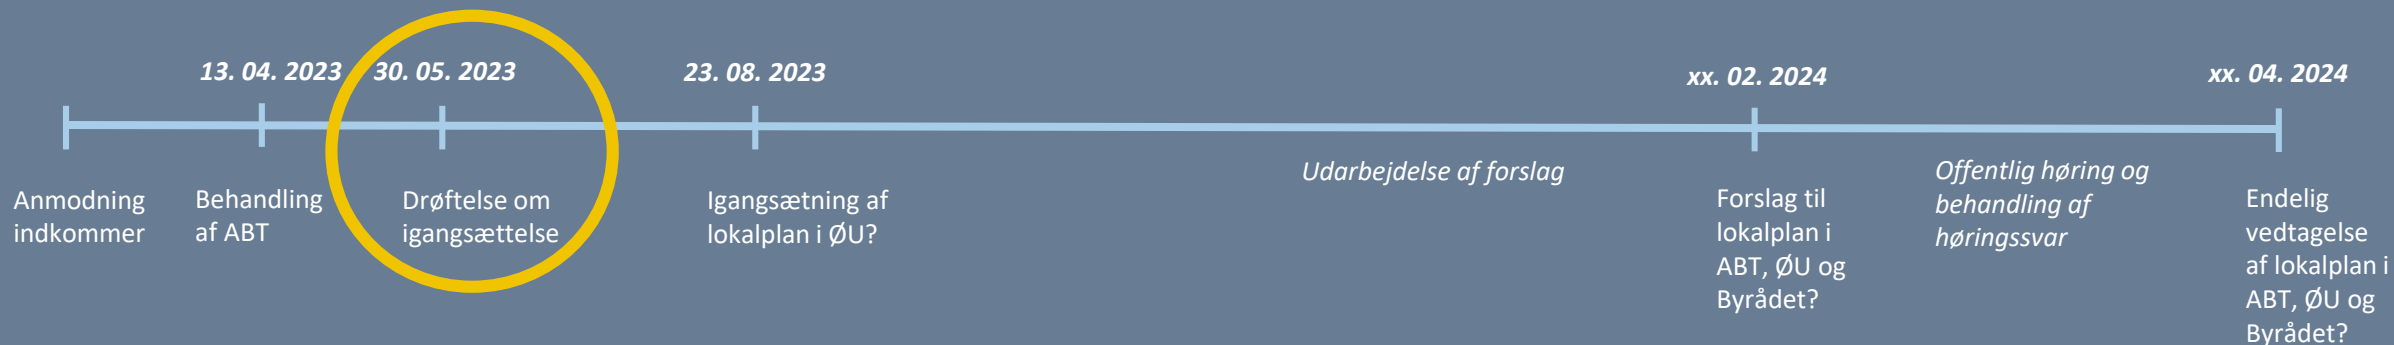 13. 04. 2023
30. 05. 2023
23. 08. 2023
xx. 02. 2024
xx. 04. 2024
Anmodning
indkommer
Behandling
af ABT
Drøftelse om
igangsættelse
Igangsætning af
lokalplan i ØU?
Udarbejdelse af forslag
Forslag til
lokalplan i
ABT, ØU og
Byrådet?
Offentlig høring og
behandling af
høringssvar
Endelig
vedtagelse
af lokalplan i
ABT, ØU og
Byrådet?